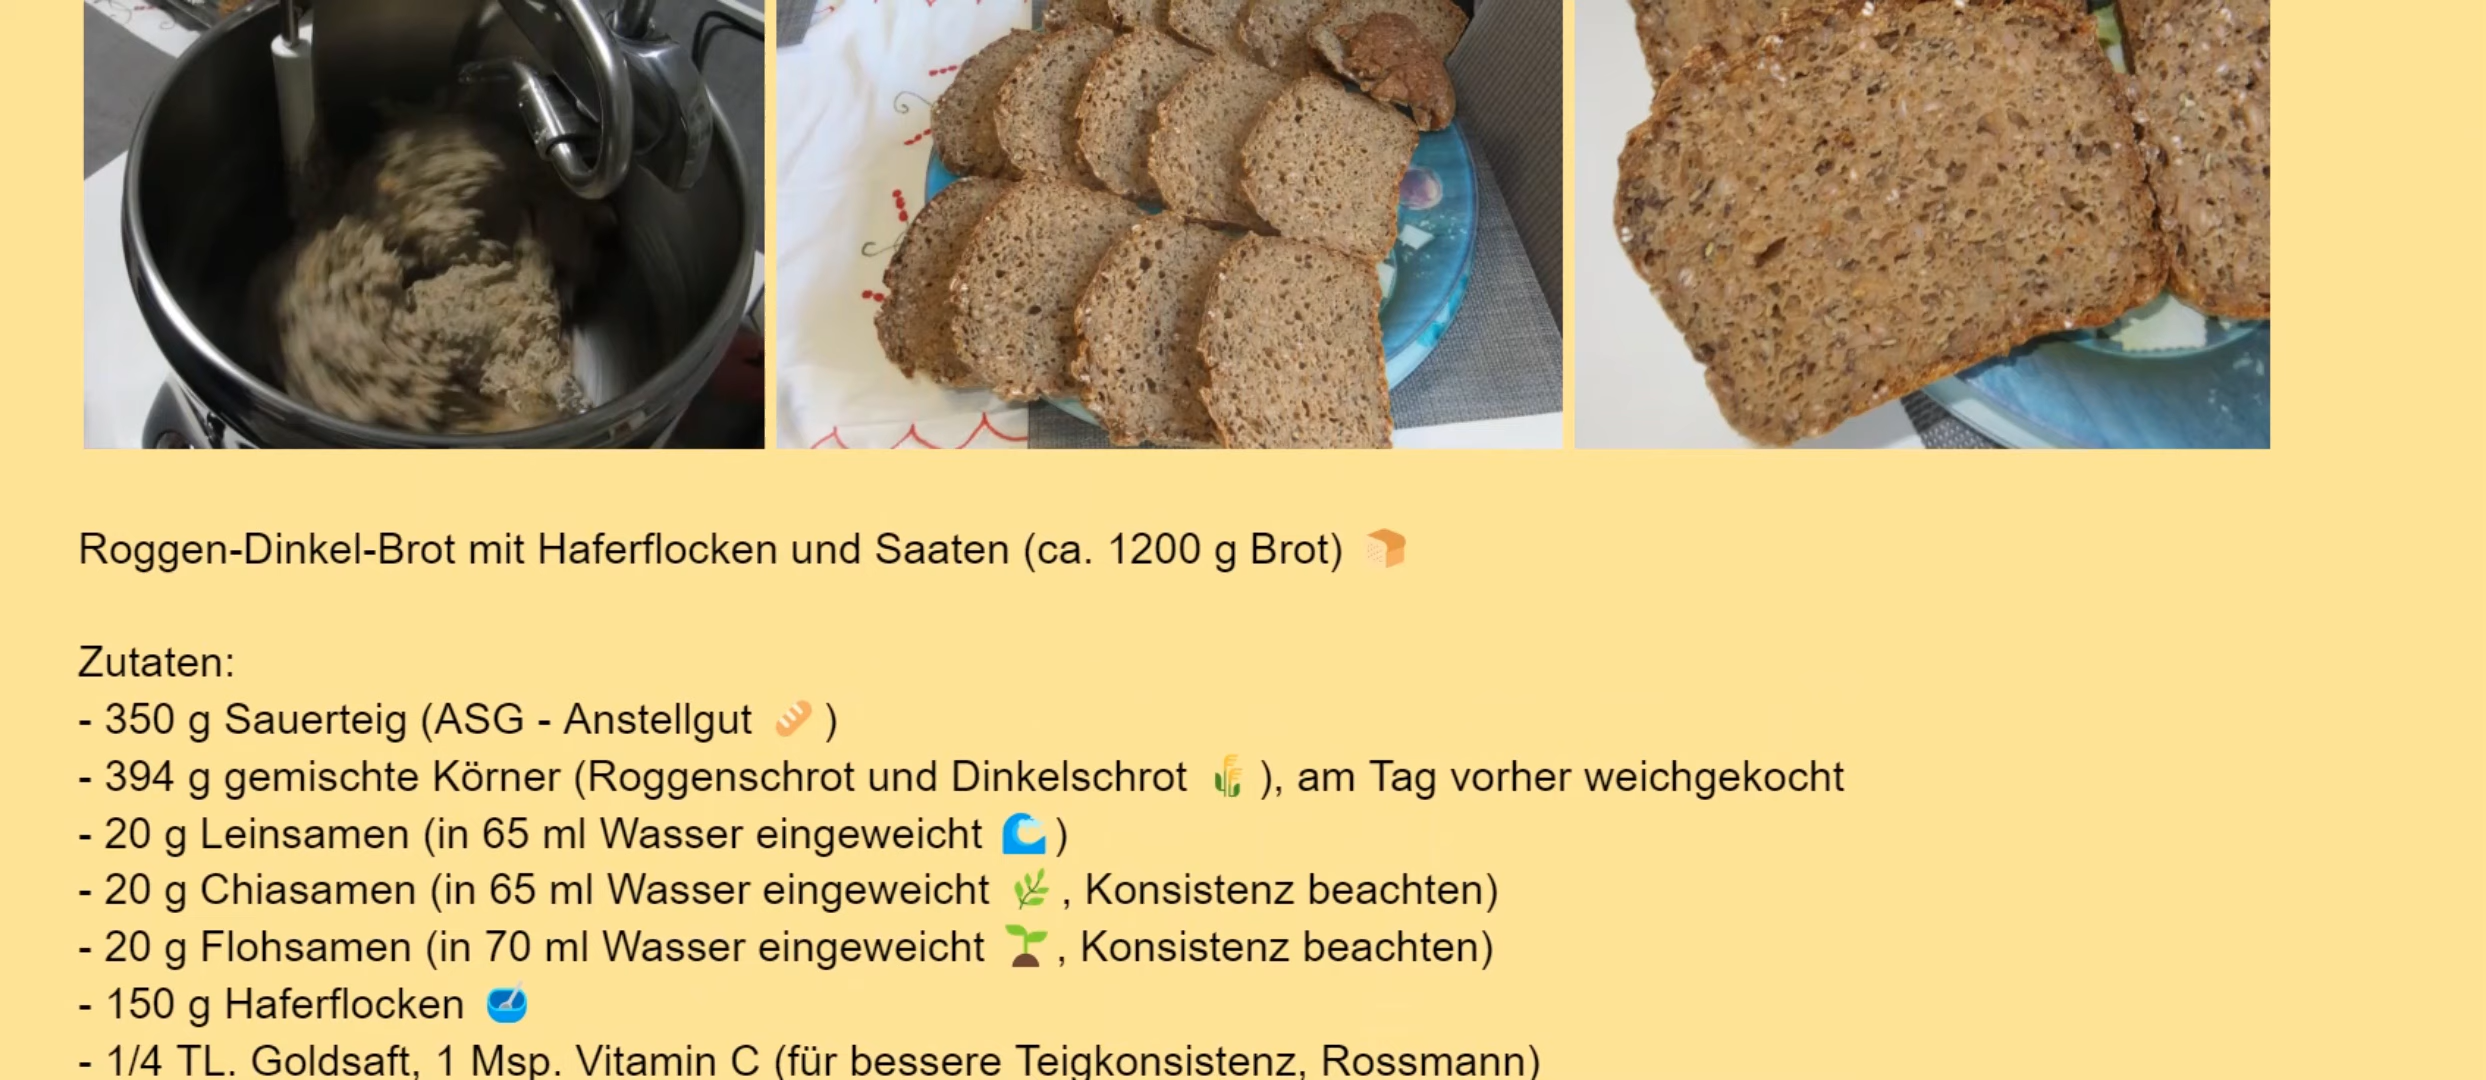 Roggen-Dinkel-Brot mit Haferflocken und Saaten (ca. 1200 g Brot) 🍞
Zutaten:
- 350 g Sauerteig (ASG - Anstellgut 🥖 )
- 394 g gemischte Körner (Roggenschrot und Dinkelschrot 🌾 ), am Tag vorher weichgekocht
- 20 g Leinsamen (in 65 ml Wasser eingeweicht 🌊 )
- 20 g Chiasamen (in 65 ml Wasser eingeweicht 🌿 , Konsistenz beachten)
- 20 g Flohsamen (in 70 ml Wasser eingeweicht 🌱 , Konsistenz beachten)
- 150 g Haferflocken 🥣
- 1/4 TL. Goldsaft, 1 Msp. Vitamin C (für bessere Teigkonsistenz, Rossmann)